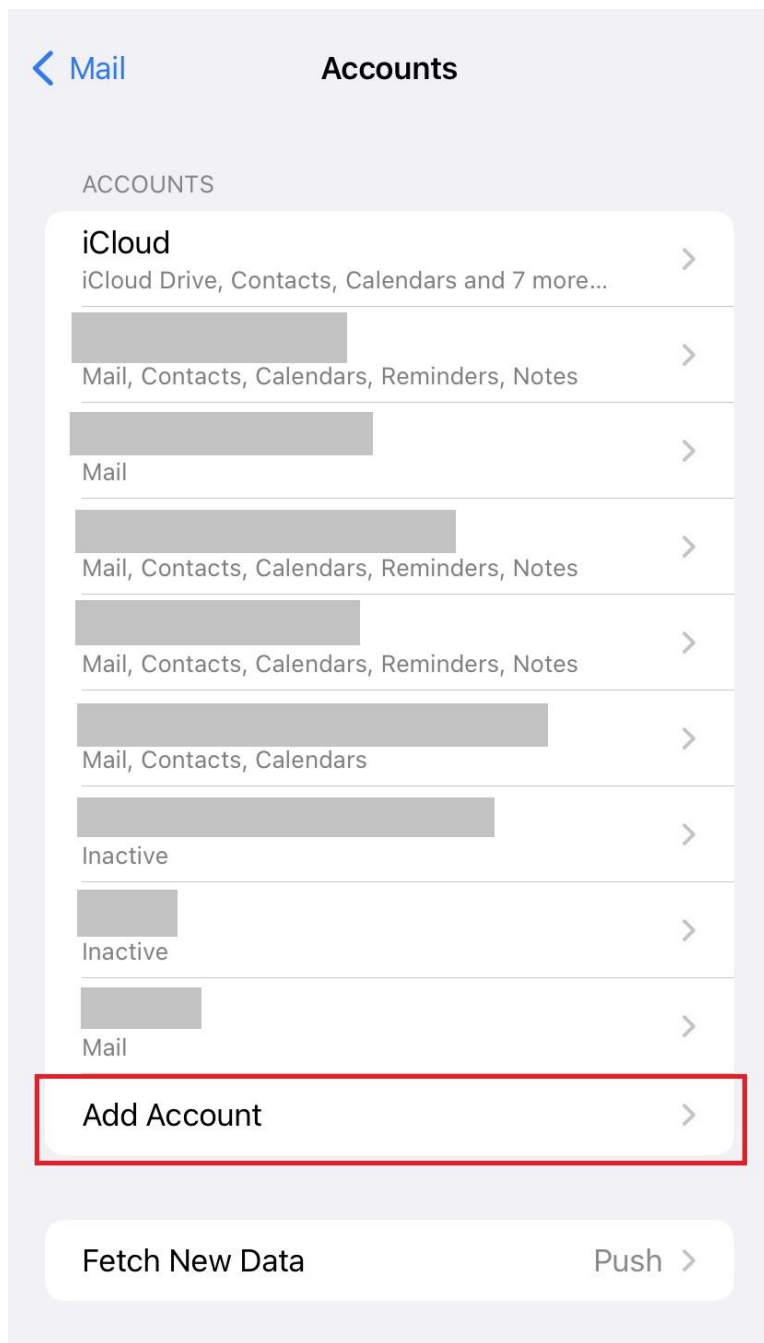 Mail
Accounts
ACCOUNTS
iCloud
iCloud Drive, Contacts, Calendars and 7 more...
Mail, Contacts, Calendars, Reminders, Notes
Mail
Mail, Contacts, Calendars, Reminders, Notes
Mail, Contacts, Calendars, Reminders, Notes
Mail, Contacts, Calendars
Inactive
Inactive
Mail
Add Account
Fetch New Data
Push